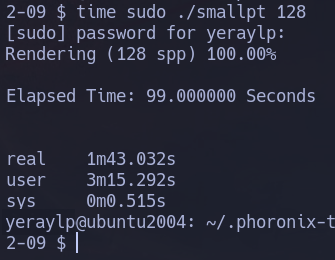 2-09 $ time sudo ./smallpt 128
[sudo] password for yeraylp:
Rendering (128 spp) 100.00%
Elapsed Time: 99.000000 Seconds
real 1m43.032s
user 3m15.292s
sys 0m0.515s
yeraylp@ubuntu2004: ~/.phoronix-t
2-09 $